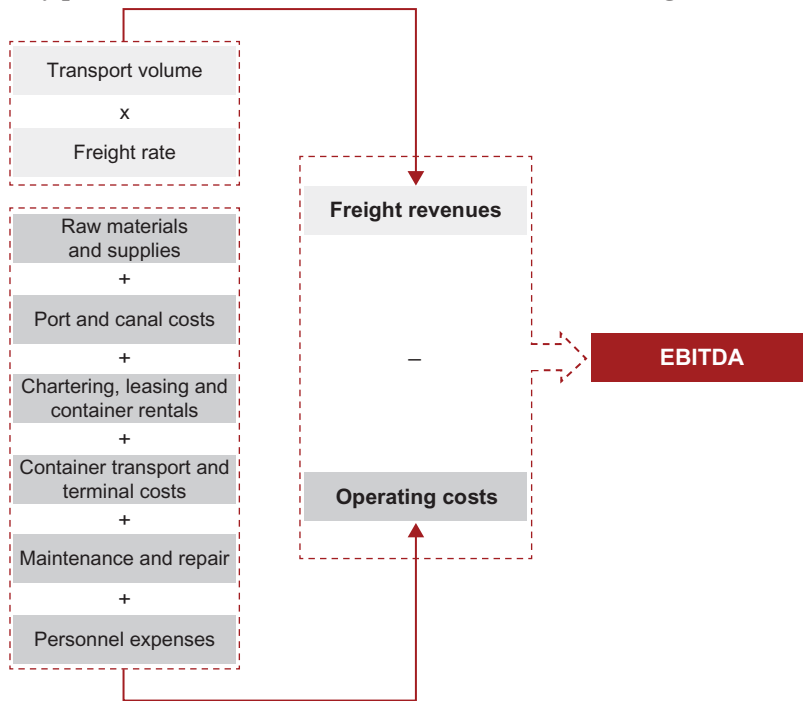 Transport volume
x
Freight rate
Raw materials
and supplies
+
Port and canal costs
+
Chartering, leasing and
container rentals
+
Container transport and
terminal costs
+
Maintenance and repair
+
Personnel expenses
Freight revenues
–
Operating costs
EBITDA